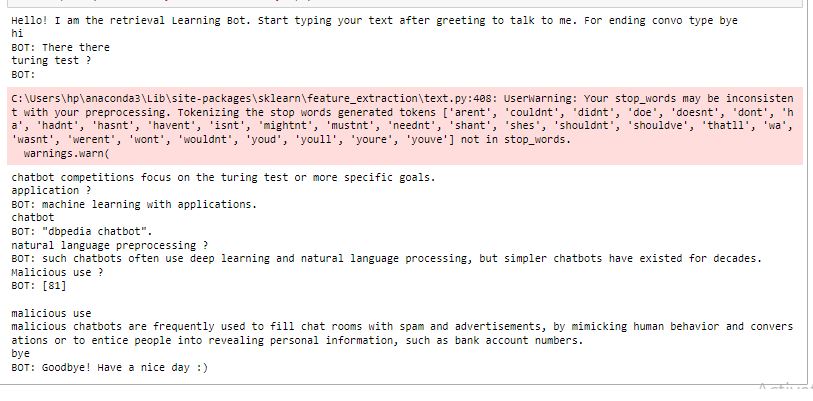 Hello! I am the retrieval Learning Bot. Start typing your text after greeting to talk to me. For ending convo type bye
hi
BOT: There there
turing test ?
BOT:
C:\Users\hp\anaconda3\Lib\site-packages\sklearn\feature_extraction\text.py:408: UserWarning: Your stop_words may be inconsisten
t with your preprocessing. Tokenizing the stop words generated tokens ['arent', 'couldnt', 'didnt', 'doe', 'doesnt', 'dont', 'h
a', 'hadnt', 'hasnt', 'havent', 'isnt', 'mightnt', 'mustnt', 'neednt', 'shant', 'shes', 'shouldnt', 'shouldve', 'thatll', 'wa',
'wasnt', 'werent', 'wont', 'wouldnt', 'youd', 'youll', 'youre', 'youve'] not in stop_words.
warnings.warn(
chatbot competitions focus on the turing test or more specific goals.
application ?
BOT: machine learning with applications.
chatbot
BOT: "dbpedia chatbot".
natural language preprocessing ?
BOT: such chatbots often use deep learning and natural language processing, but simpler chatbots have existed for decades.
Malicious use ?
BOT: [81]
malicious use
malicious chatbots are frequently used to fill chat rooms with spam and advertisements, by mimicking human behavior and convers
ations or to entice people into revealing personal information, such as bank account numbers.
bye
BOT: Goodbye! Have a nice day :)